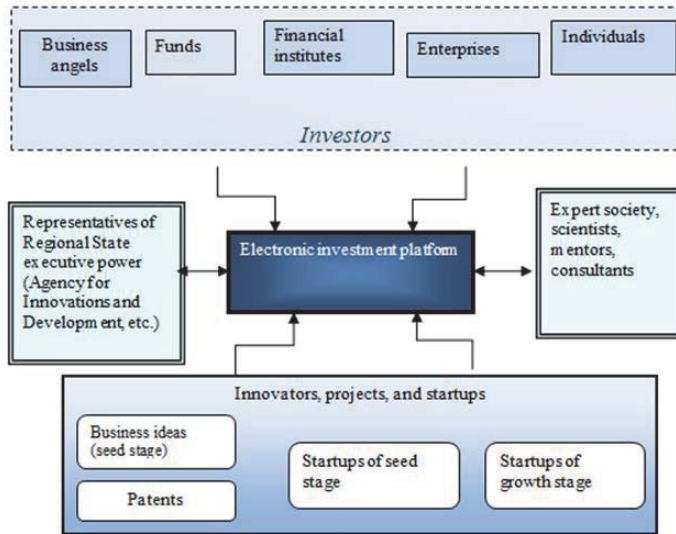 Business
angels
Funds
Financial
institutes
Enterprises
Individuals
Investors
Representatives of
Regional State
executive power
(Agency for
Innovations and
Development, etc.)
Electronic investment platform
Expert society,
scientists,
mentors,
consultants
Innovators, projects, and startups
Business ideas
(seed stage)
Patents
Startups of seed
stage
Startups of
growth stage